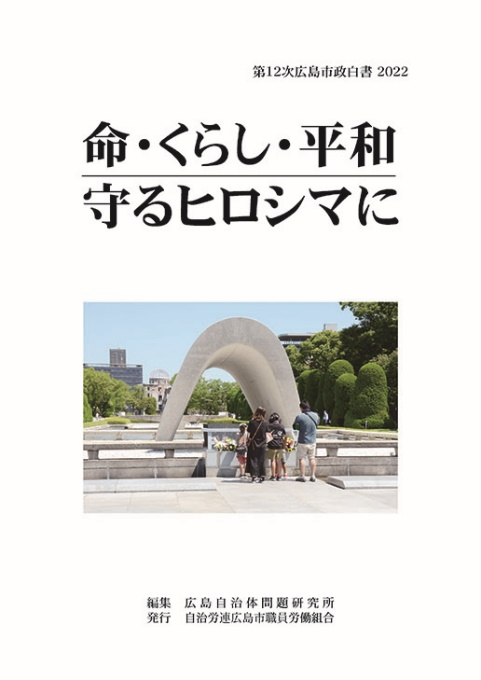 第12次広島市政白書 2022
命・くらし・平和
守るヒロシマに
編集 広島自治体問題研究所
発行 自治労連広島市職員労働組合